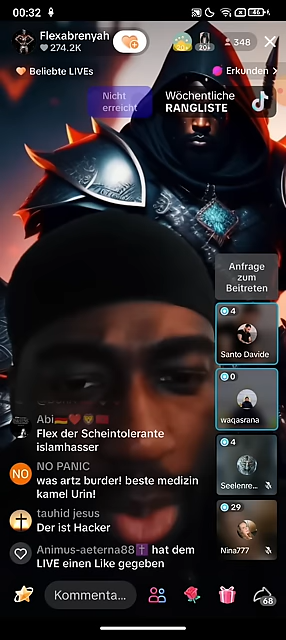 00:32
46
Flexabrenyah
274.2K
20+
348
Beliebte LIVEs
Erkunden
Nicht
erreicht
Wöchentliche
RANGLISTE
Anfrage
zum
Beitreten
4
Santo Davide
0
waqasrana
4
Seelenre...
29
Nina777
Abi
Flex der Scheintolerante
islamhasser
NO
NO PANIC
was artz burder! beste medizin
kamel Urin!
tauhid jesus
Der ist Hacker
Animus-aeterna88 hat dem
LIVE einen Like gegeben
Kommenta...
68